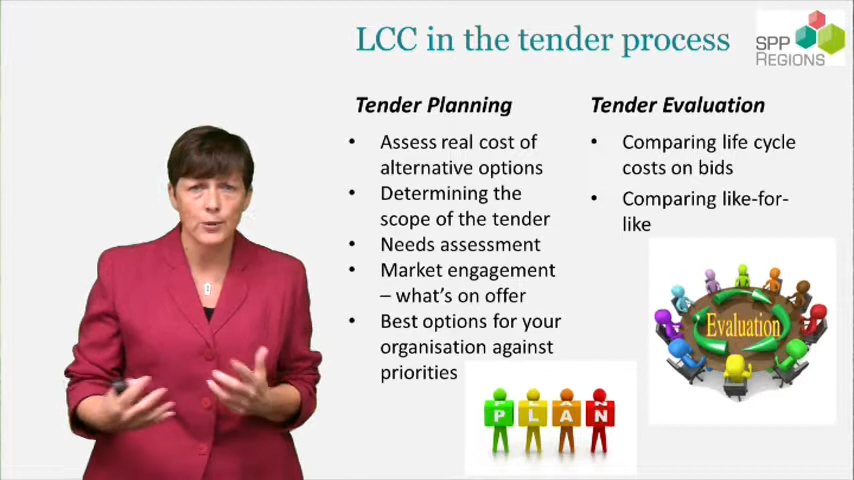 LCC in the tender process
SPP
REGIONS
Tender Planning
• Assess real cost of
alternative options
• Determining the
scope of the tender
• Needs assessment
• Market engagement
– what's on offer
• Best options for your
organisation against
priorities
Tender Evaluation
• Comparing life cycle
costs on bids
• Comparing like-for-
like
Evaluation
PLAN